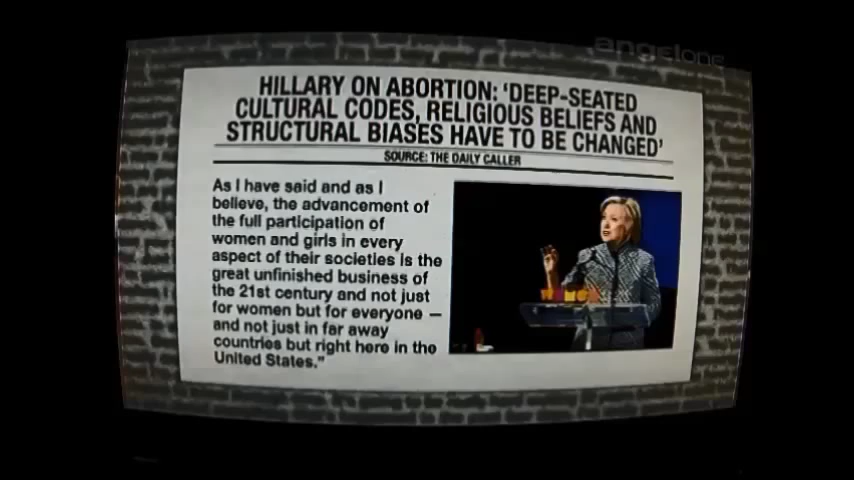 angelone
HILLARY ON ABORTION: 'DEEP-SEATED
CULTURAL CODES, RELIGIOUS BELIEFS AND
STRUCTURAL BIASES HAVE TO BE CHANGED'
SOURCE: THE DAILY CALLER
As I have said and as I
believe, the advancement of
the full participation of
women and girls in every
aspect of their societies is the
great unfinished business of
the 21st century and not just
for women but for everyone —
and not just in far away
countries but right here in the
United States."